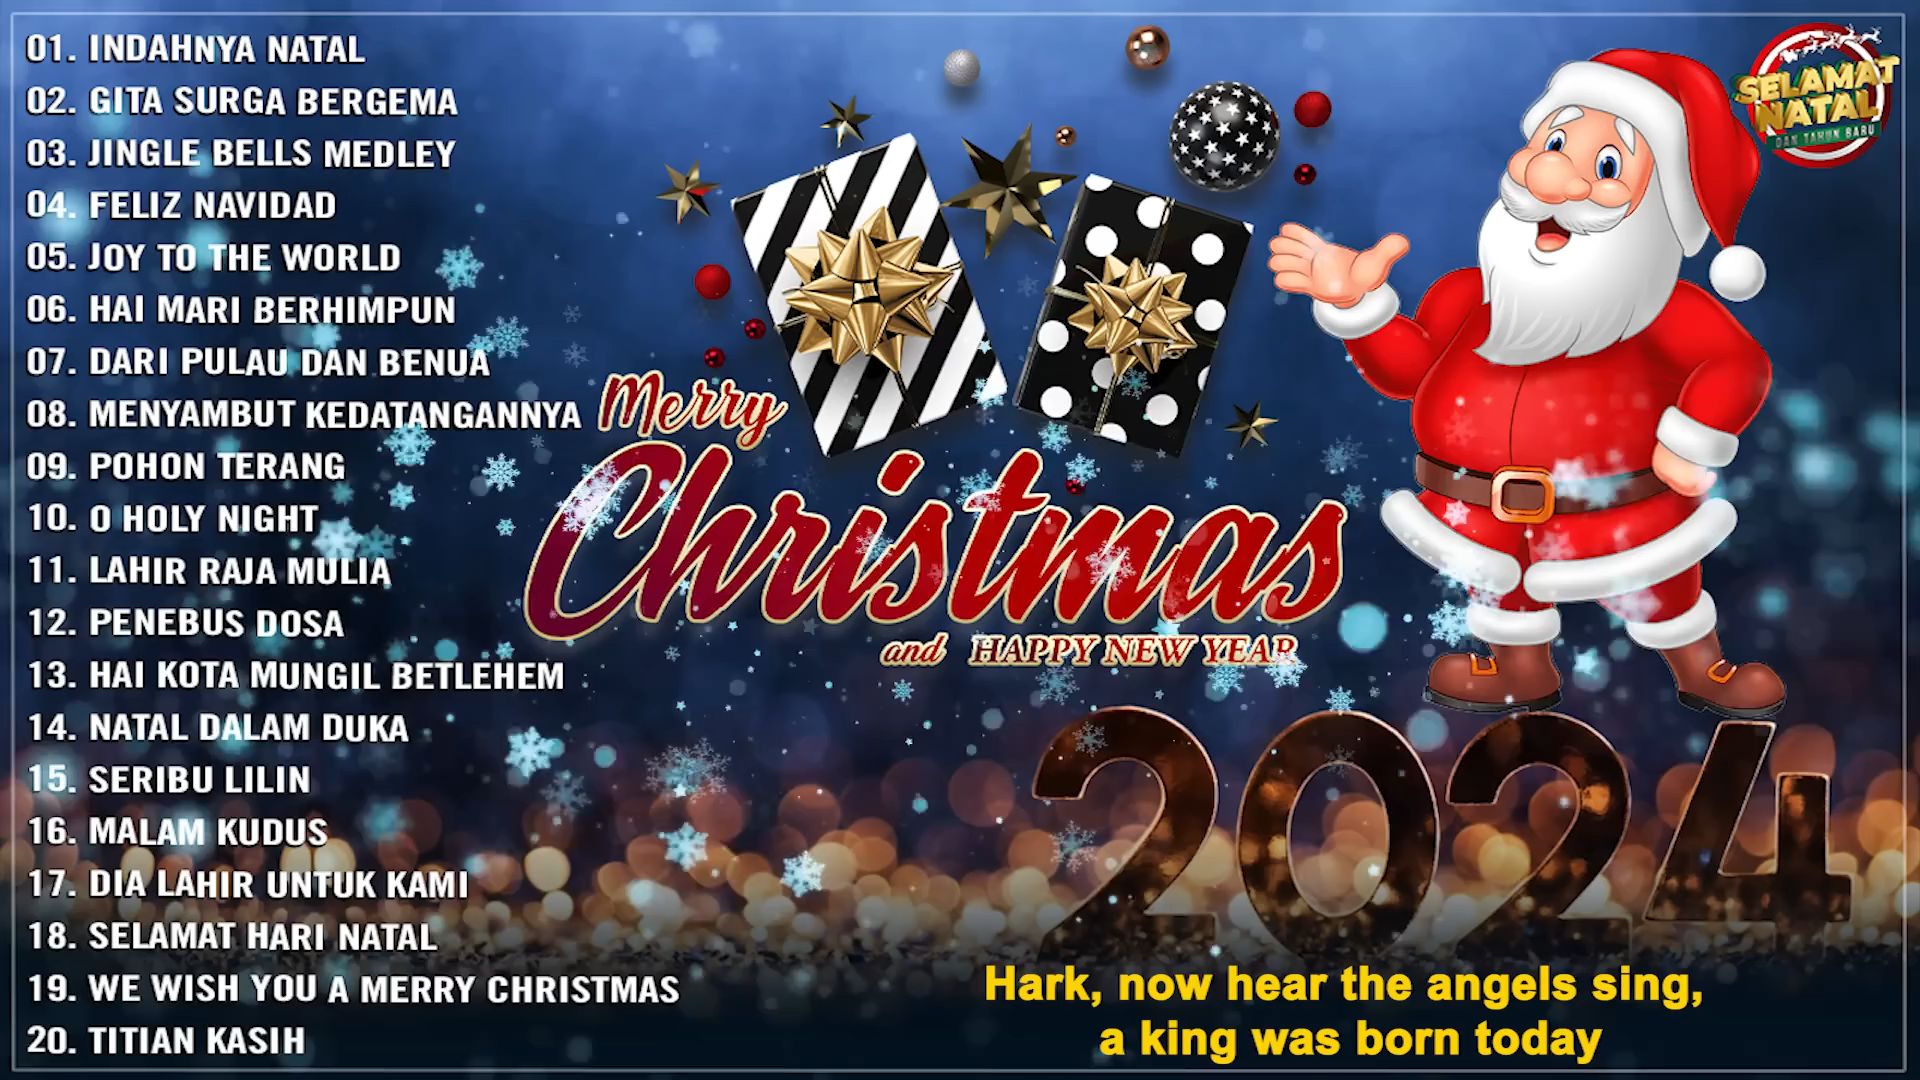 01. INDAHNYA NATAL
02. GITA SURGA BERGEMA
03. JINGLE BELLS MEDLEY
04. FELIZ NAVIDAD
05. JOY TO THE WORLD
06. HAI MARI BERHIMPUN
07. DARI PULAU DAN BENUA
08. MENYAMBUT KEDATANGANNYA
09. POHON TERANG
10. O HOLY NIGHT
11. LAHIR RAJA MULIA
12. PENEBUS DOSA
13. HAI KOTA MUNGIL BETLEHEM
14. NATAL DALAM DUKA
15. SERIBU LILIN
16. MALAM KUDUS
17. DIA LAHIR UNTUK KAMI
18. SELAMAT HARI NATAL
19. WE WISH YOU A MERRY CHRISTMAS
20. TITIAN KASIH
Merry
Christmas
and HAPPY NEW YEAR
2024
SELAMAT
NATAL
DAN TAHUN BARU
Hark, now hear the angels sing,
a king was born today